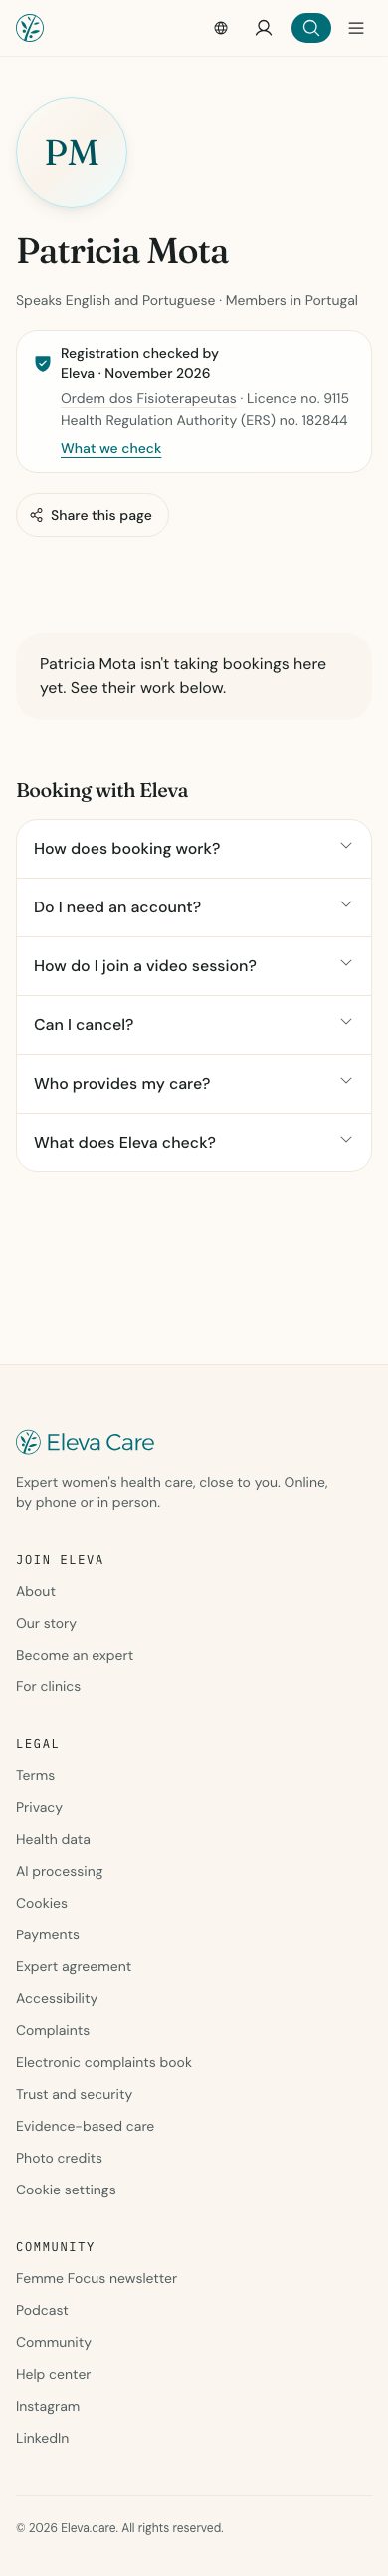 PM
Patricia Mota
Speaks English and Portuguese · Members in Portugal
Registration checked by
Eleva · November 2026
Ordem dos Fisioterapeutas · Licence no. 9115
Health Regulation Authority (ERS) no. 182844
What we check
Share this page
Patricia Mota isn't taking bookings here
yet. See their work below.
Booking with Eleva
How does booking work?
Do I need an account?
How do I join a video session?
Can I cancel?
Who provides my care?
What does Eleva check?
Eleva Care
Expert women's health care, close to you. Online,
by phone or in person.
JOIN ELEVA
About
Our story
Become an expert
For clinics
LEGAL
Terms
Privacy
Health data
AI processing
Cookies
Payments
Expert agreement
Accessibility
Complaints
Electronic complaints book
Trust and security
Evidence-based care
Photo credits
Cookie settings
COMMUNITY
Femme Focus newsletter
Podcast
Community
Help center
Instagram
LinkedIn
© 2026 Eleva.care. All rights reserved.